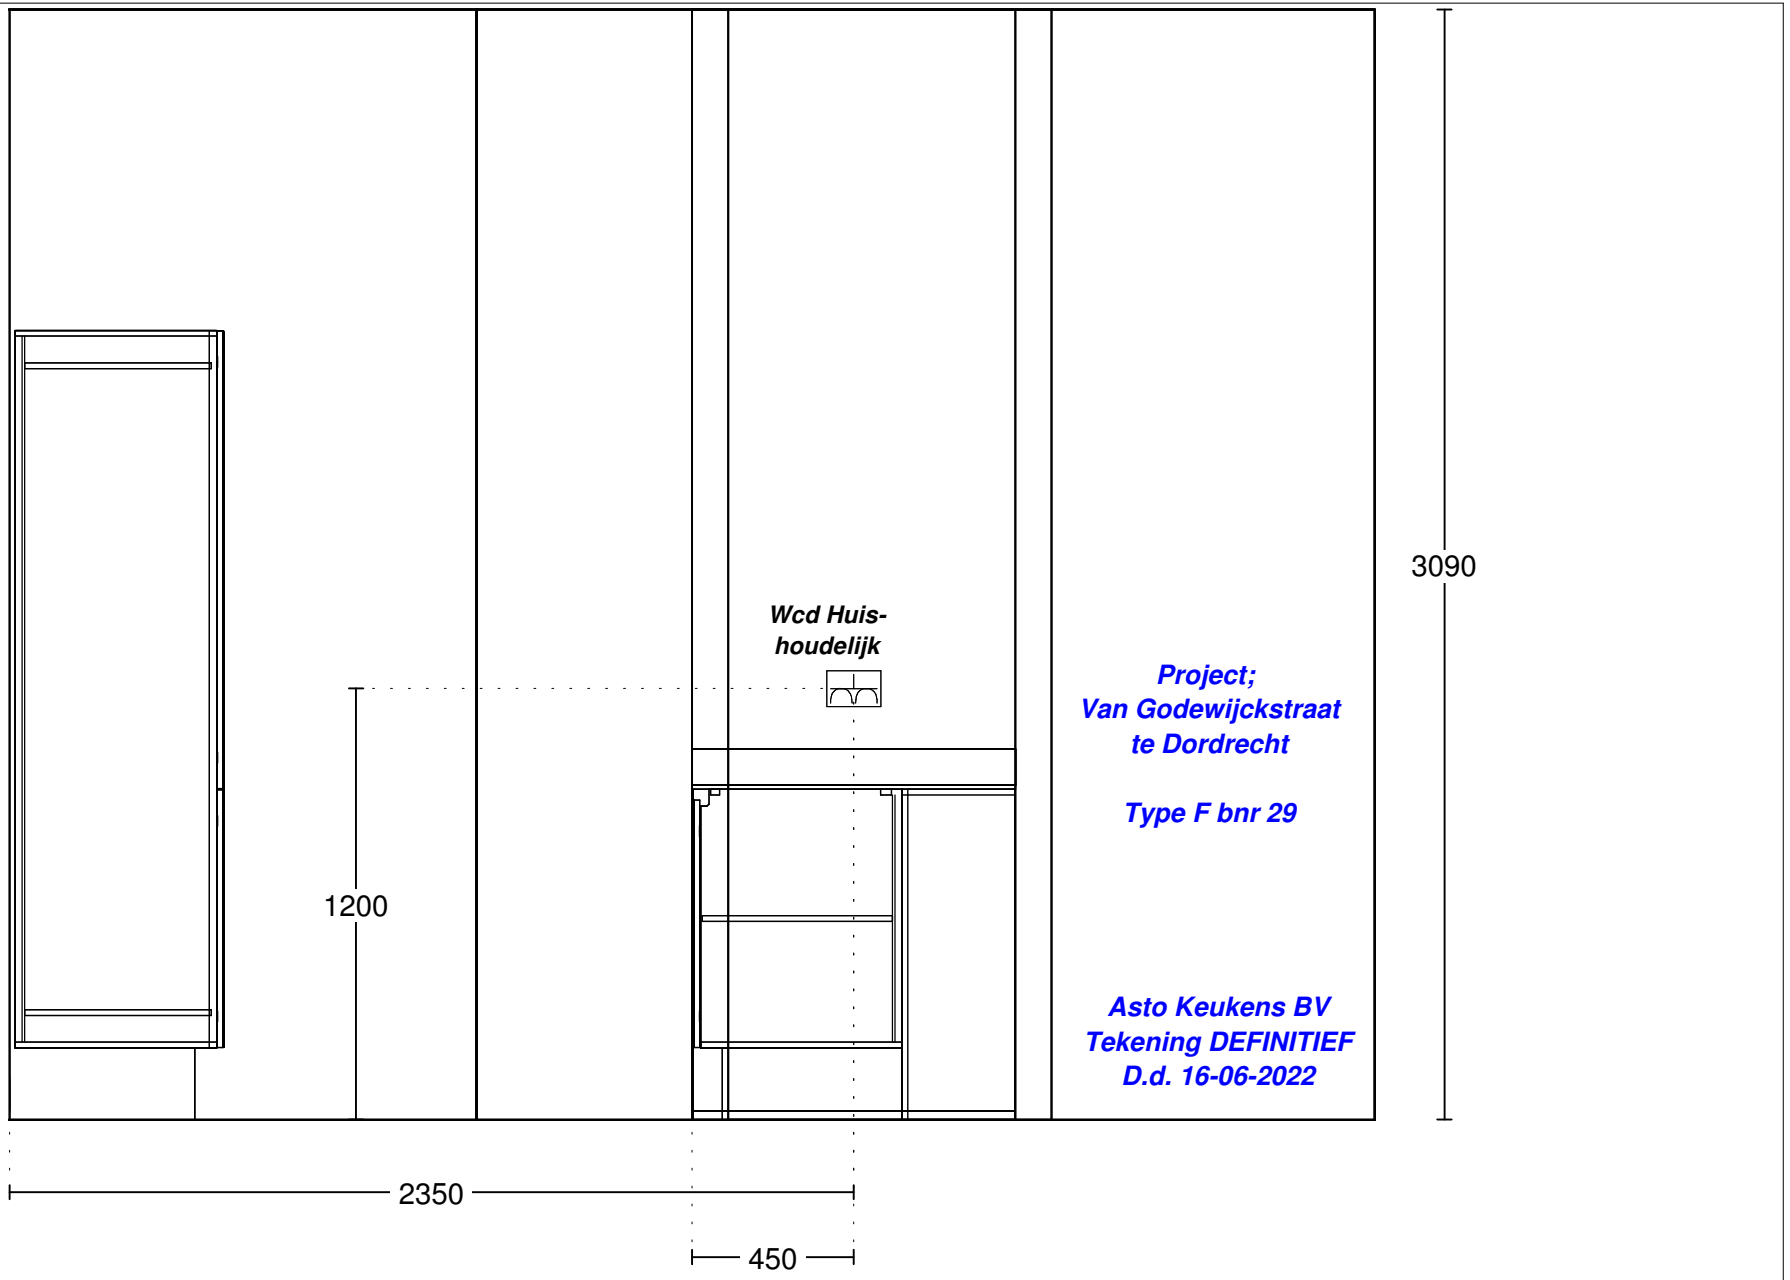 3090
Wcd Huis-
houdelijk
Project;
Van Godewijckstraat
te Dordrecht
Type F bnr 29
1200
Asto Keukens BV
Tekening DEFINITIEF
D.d. 16-06-2022
2350
450